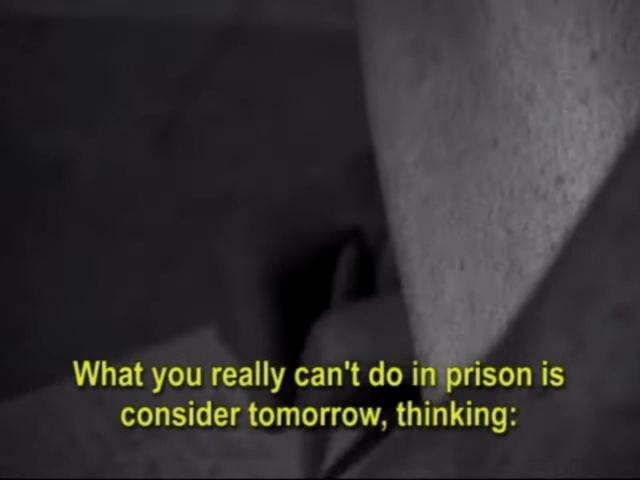 What you really can't do in prison is
consider tomorrow, thinking: